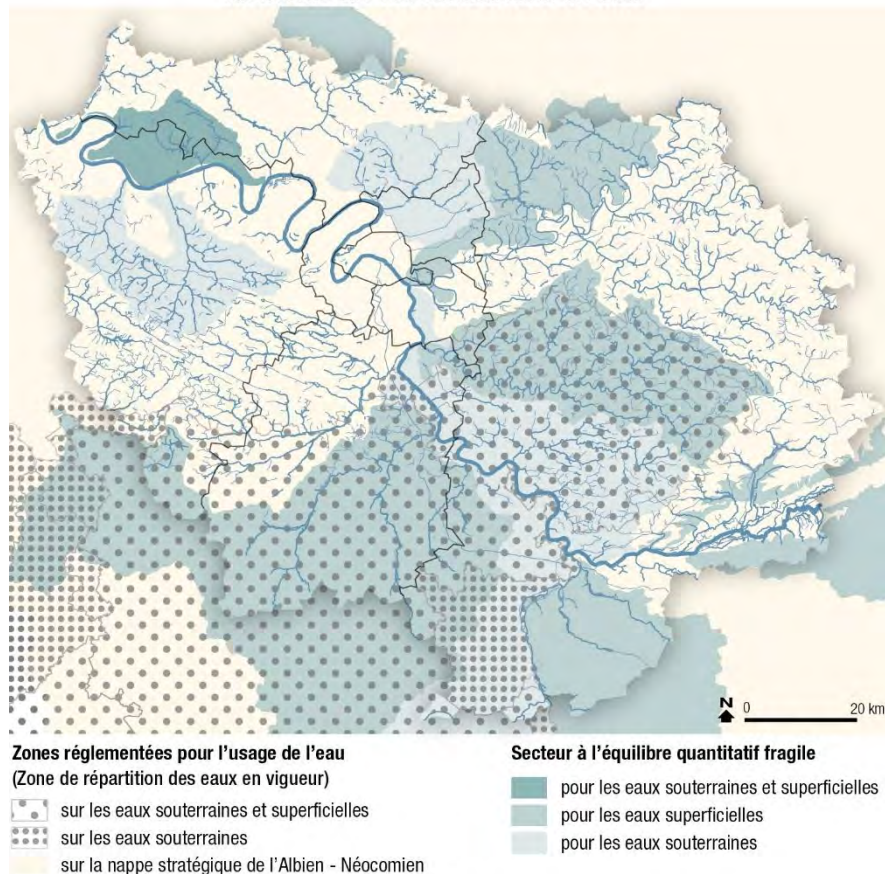 N
0 20 km
Zones réglementées pour l'usage de l'eau
(Zone de répartition des eaux en vigueur)
sur les eaux souterraines et superficielles
sur les eaux souterraines
sur la nappe stratégique de l'Albien - Néocomien
Secteur à l'équilibre quantitatif fragile
pour les eaux souterraines et superficielles
pour les eaux superficielles
pour les eaux souterraines